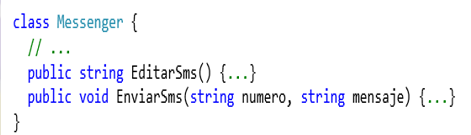 class Messenger {
// ...
public string EditarSms() {...}
public void EnviarSms(string numero, string mensaje) {...}
}